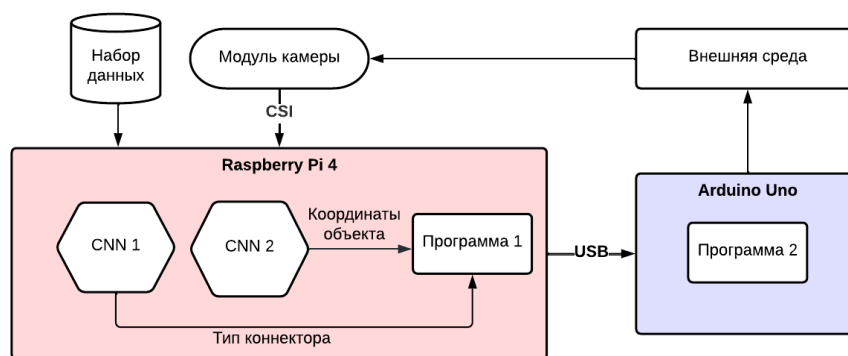 Набор
данных
Модуль камеры
Внешняя среда
CSI
Raspberry Pi 4
Arduino Uno
CNN 1
CNN 2
Координаты
объекта
Программа 1
USB
Программа 2
Тип коннектора